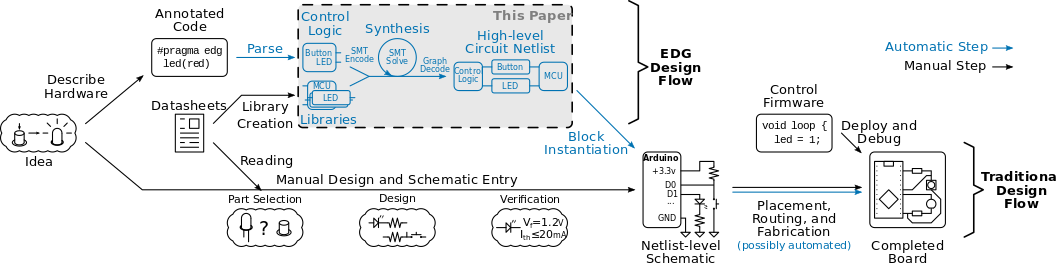 Annotated
Code
#pragma edg
led(red)
Parse
Describe
Hardware
Idea
Datasheets
Library
Creation
Reading
This Paper
Control
Logic
Button
LED
MCU
LED
Libraries
Synthesis
SMT
Encode
SMT
Solve
Graph
Decode
High-level
Circuit Netlist
Control
Logic
Button
LED
MCU
EDG
Design
Flow
Automatic Step
Manual Step
Block
Instantiation
Manual Design and Schematic Entry
Part Selection
?
Design
Verification
Vf=1.2V
Ith≤20mA
Arduino
+3.3v
D0
D1
...
GND
Netlist-level
Schematic
Control
Firmware
void loop {
led = 1;
Deploy and
Debug
Placement,
Routing, and
Fabrication
(possibly automated)
Completed
Board
Traditional
Design
Flow